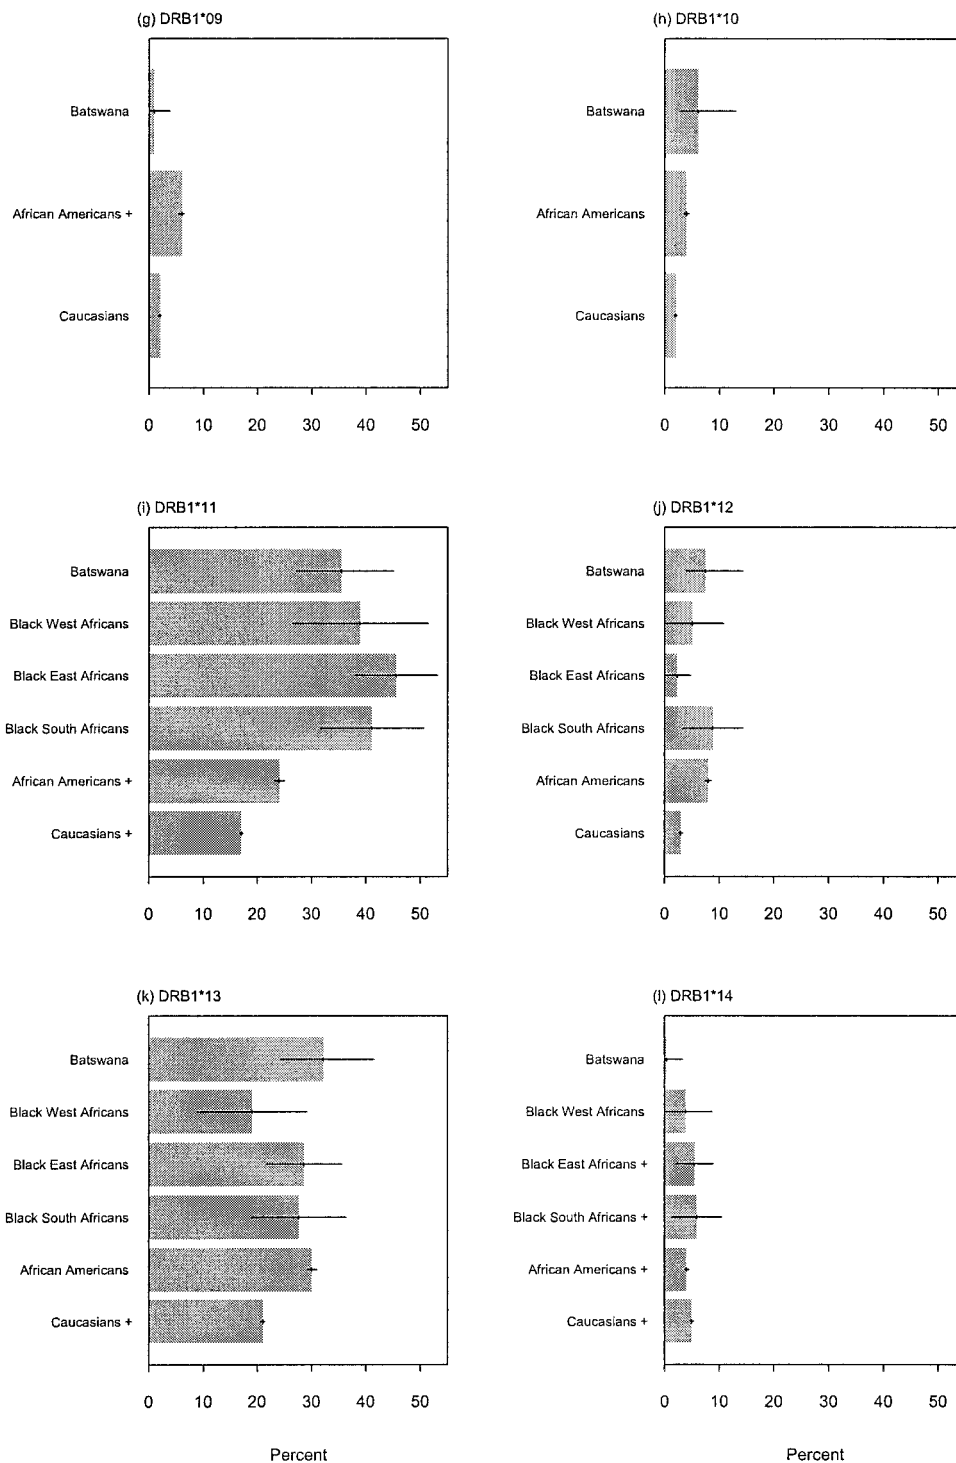 (g) DRB1*09
Batswana
African Americans +
Caucasians
0 10 20 30 40 50
(h) DRB1*10
Batswana
African Americans
Caucasians
0 10 20 30 40 50
(i) DRB1*11
Batswana
Black West Africans
Black East Africans
Black South Africans
African Americans +
Caucasians +
0 10 20 30 40 50
(j) DRB1*12
Batswana
Black West Africans
Black East Africans
Black South Africans
African Americans
Caucasians
0 10 20 30 40 50
(k) DRB1*13
Batswana
Black West Africans
Black East Africans
Black South Africans
African Americans
Caucasians +
0 10 20 30 40 50
Percent
(l) DRB1*14
Batswana
Black West Africans
Black East Africans +
Black South Africans +
African Americans +
Caucasians +
0 10 20 30 40 50
Percent